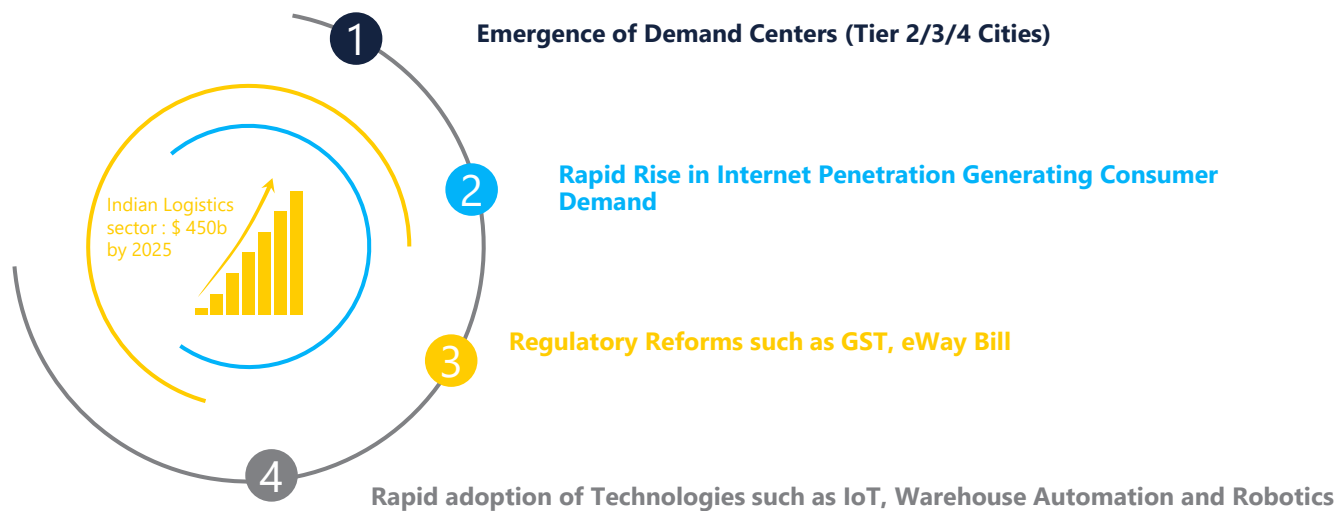 1
Emergence of Demand Centers (Tier 2/3/4 Cities)
2
Rapid Rise in Internet Penetration Generating Consumer
Demand
Indian Logistics
sector : $ 450b
by 2025
3
Regulatory Reforms such as GST, eWay Bill
4
Rapid adoption of Technologies such as IoT, Warehouse Automation and Robotics